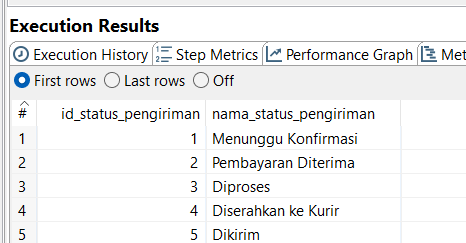 Execution Results
Execution History Step Metrics Performance Graph Met
First rows Last rows Off
# id_status_pengiriman nama_status_pengiriman
1 1 Menunggu Konfirmasi
2 2 Pembayaran Diterima
3 3 Diproses
4 4 Diserahkan ke Kurir
5 5 Dikirim